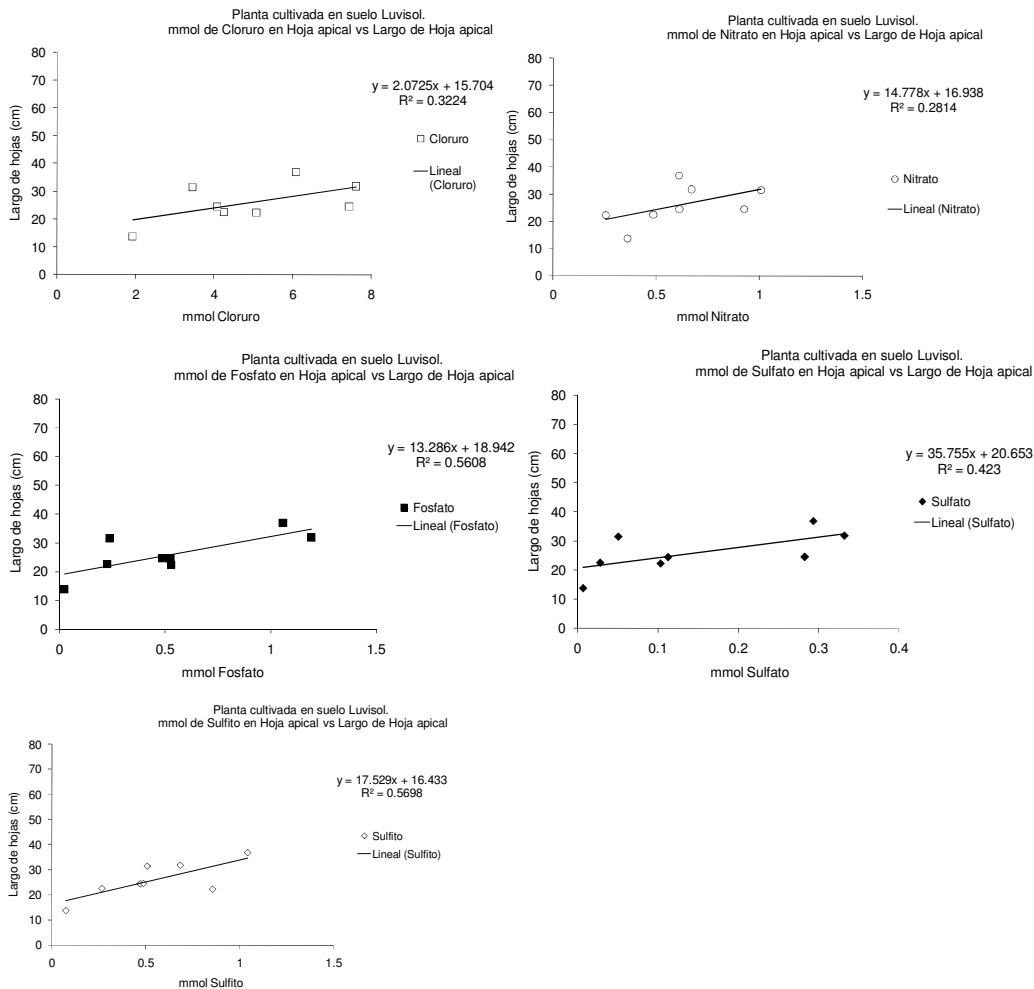 Planta cultivada en suelo Luvisol.
mmol de Cloruro en Hoja apical vs Largo de Hoja apical
80
70
60
50
40
30
20
10
0
Largo de hojas (cm)
y = 2.0725x + 15.704
R² = 0.3224
Cloruro
Lineal
(Cloruro)
0 2 4 6 8
mmol Cloruro
Planta cultivada en suelo Luvisol.
mmol de Nitrato en Hoja apical vs Largo de Hoja apical
80
70
60
50
40
30
20
10
0
Largo de hojas (cm)
y = 14.778x + 16.938
R² = 0.2814
Nitrato
Lineal (Nitrato)
0 0.5 1 1.5
mmol Nitrato
Planta cultivada en suelo Luvisol.
mmol de Fosfato en Hoja apical vs Largo de Hoja apical
80
70
60
50
40
30
20
10
0
Largo de hojas (cm)
y = 13.286x + 18.942
R² = 0.5608
Fosfato
Lineal (Fosfato)
0 0.5 1 1.5
mmol Fosfato
Planta cultivada en suelo Luvisol.
mmol de Sulfato en Hoja apical vs Largo de Hoja apical
80
70
60
50
40
30
20
10
0
Largo de hojas (cm)
y = 35.755x + 20.653
R² = 0.423
Sulfato
Lineal (Sulfato)
0 0.1 0.2 0.3 0.4
mmol Sulfato
Planta cultivada en suelo Luvisol.
mmol de Sulfito en Hoja apical vs Largo de Hoja apical
80
70
60
50
40
30
20
10
0
Largo de hojas (cm)
y = 17.529x + 16.433
R² = 0.5698
Sulfito
Lineal (Sulfito)
0 0.5 1 1.5
mmol Sulfito